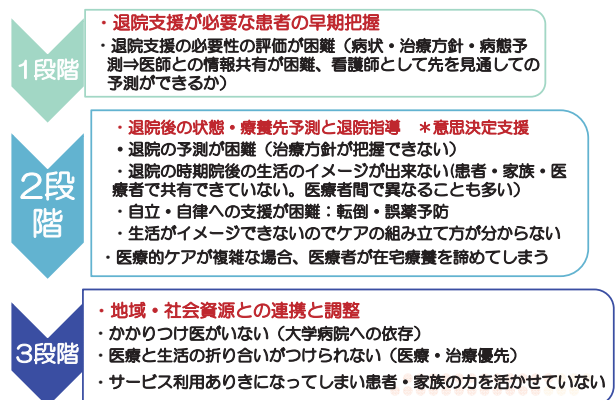 1段階
・退院支援が必要な患者の早期把握
・退院支援の必要性の評価が困難（病状・治療方針・病態予
測⇒医師との情報共有が困難、看護師として先を見通しての
予測ができるか）
2段
階
・退院後の状態・療養先予測と退院指導　＊意思決定支援
・退院の予測が困難（治療方針が把握できない）
・退院の時期院後の生活のイメージが出来ない(患者・家族・医
療者で共有できていない。医療者間で異なることも多い）
・自立・自律への支援が困難：転倒・誤薬予防
・生活がイメージできないのでケアの組み立て方が分からない
・医療的ケアが複雑な場合、医療者が在宅療養を諦めてしまう
3段階
・地域・社会資源との連携と調整
・かかりつけ医がいない（大学病院への依存）
・医療と生活の折り合いがつけられない（医療・治療優先）
・サービス利用ありきになってしまい患者・家族の力を活かせていない